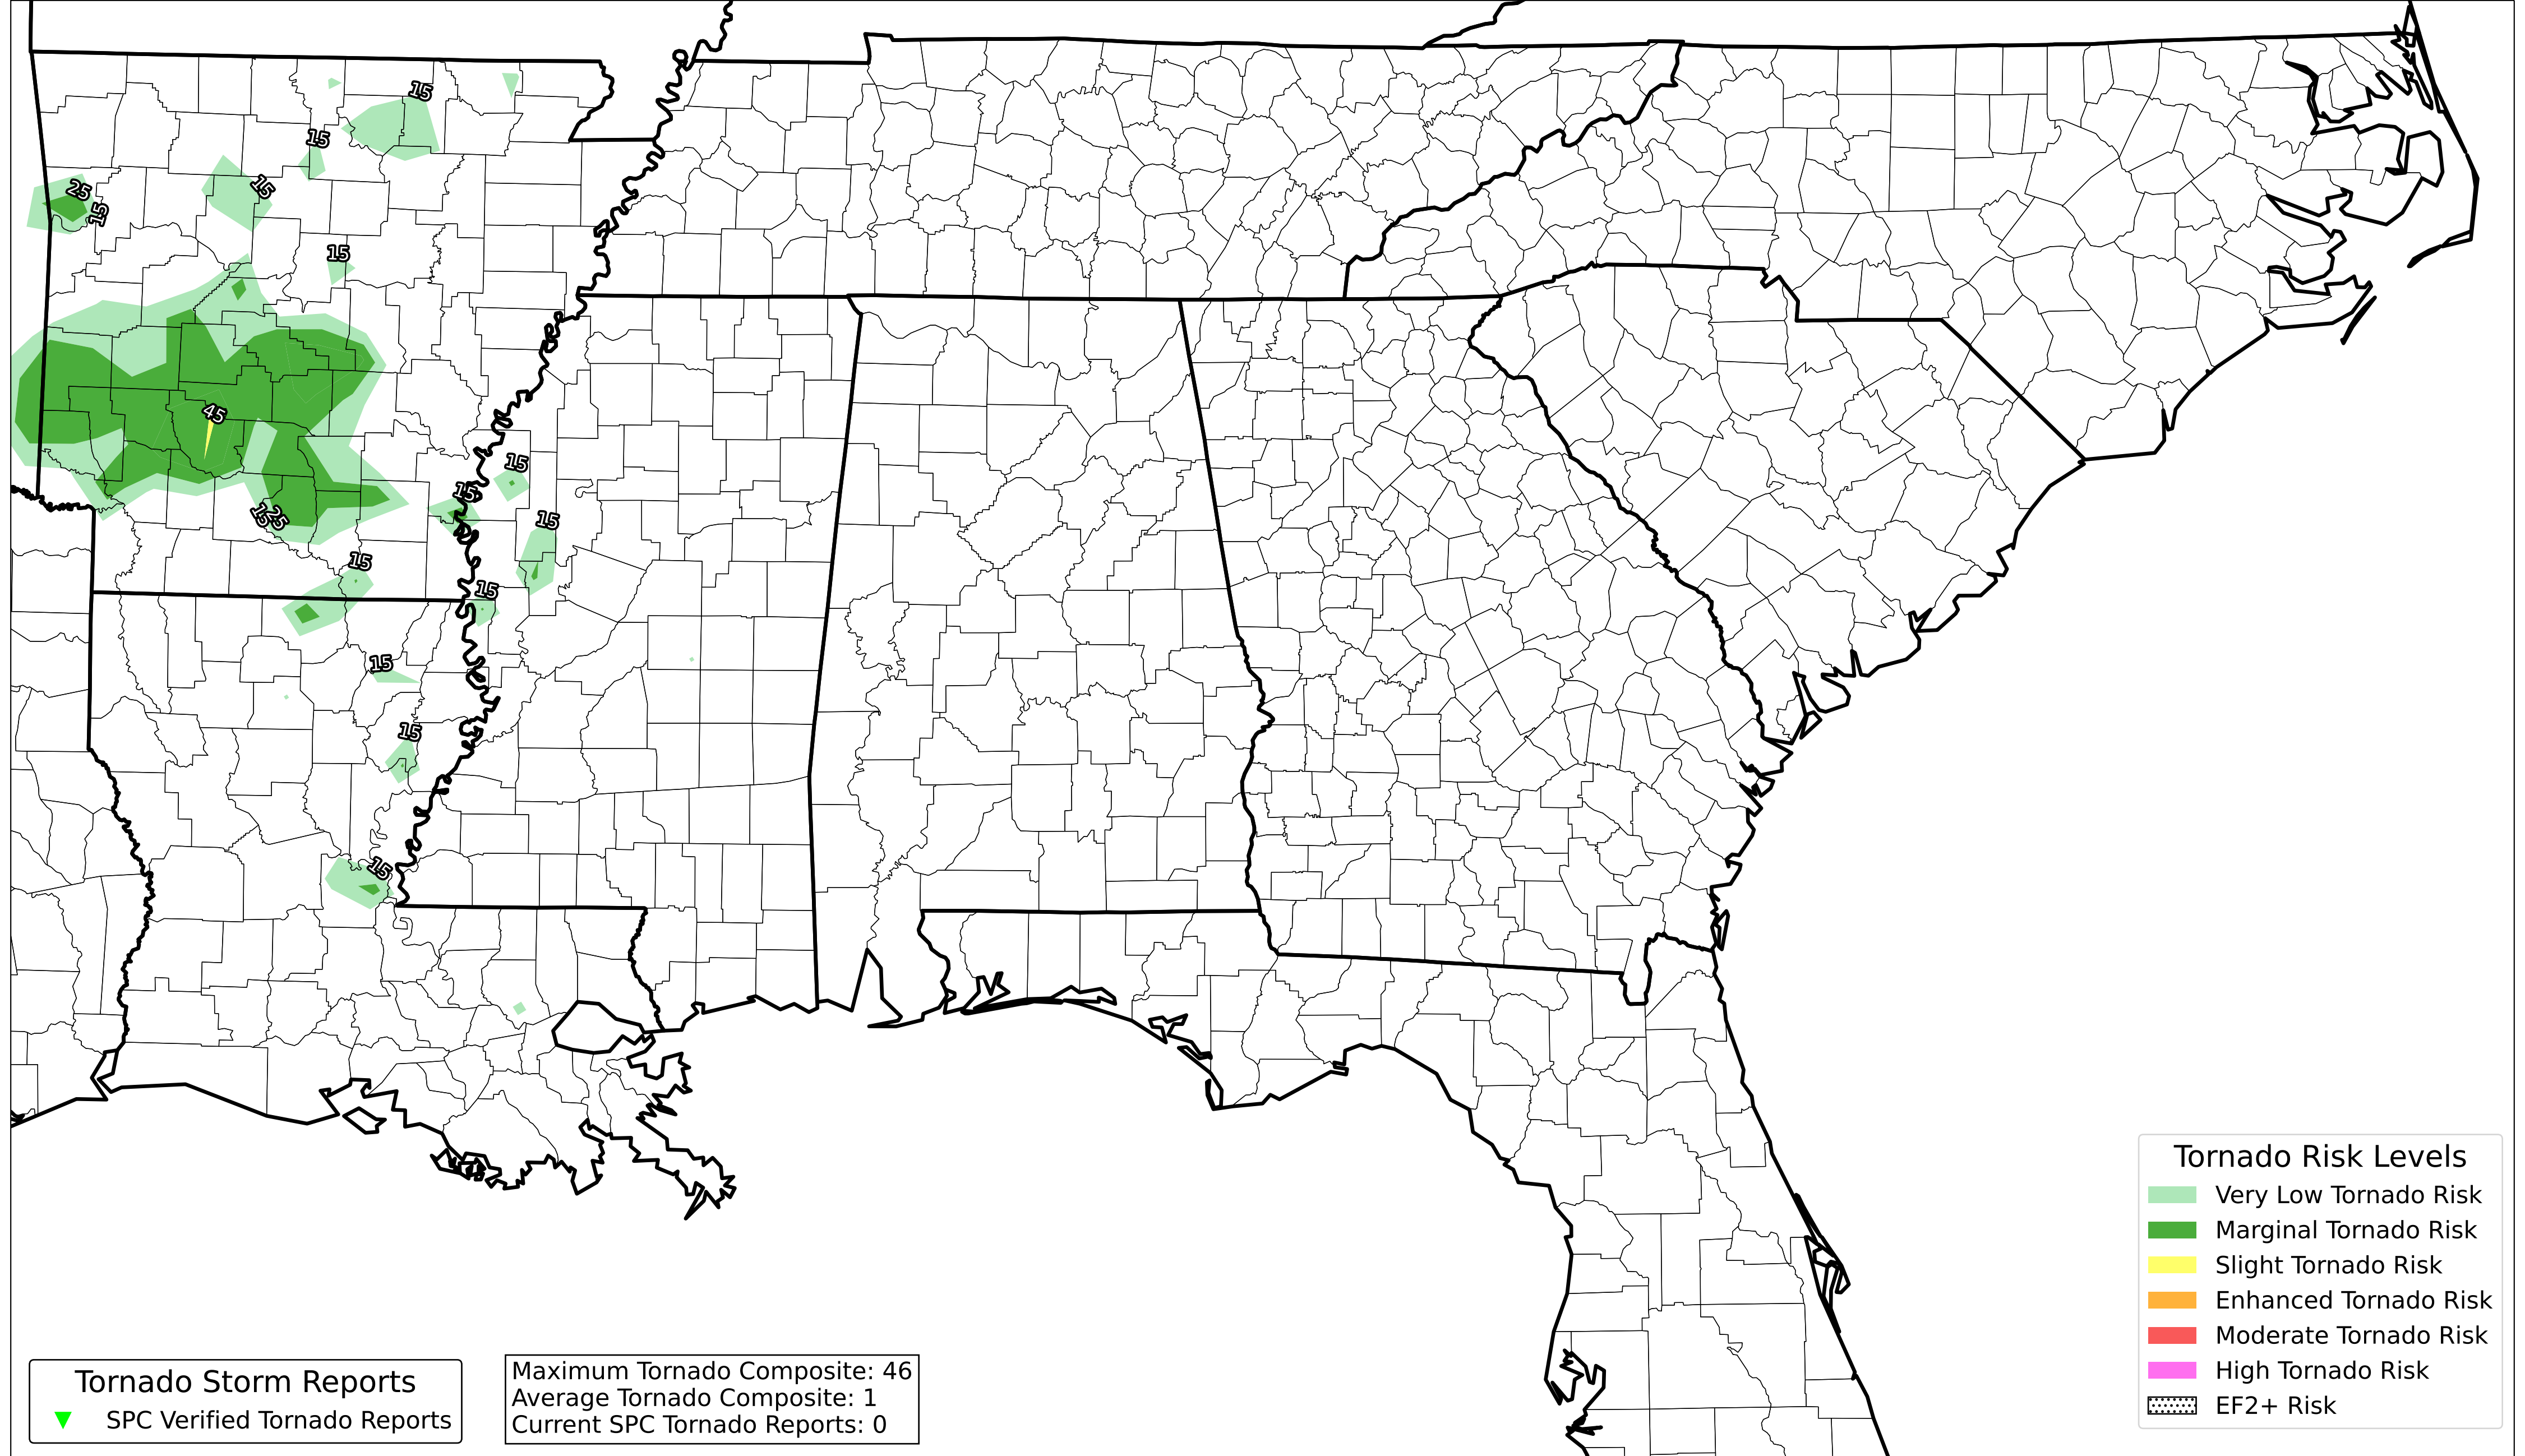 15
15
25
15
15
15
45
15
15
15
25
15
15
15
15
15
15
Tornado Risk Levels
Very Low Tornado Risk
Marginal Tornado Risk
Slight Tornado Risk
Enhanced Tornado Risk
Moderate Tornado Risk
High Tornado Risk
EF2+ Risk
Tornado Storm Reports
SPC Verified Tornado Reports
Maximum Tornado Composite: 46
Average Tornado Composite: 1
Current SPC Tornado Reports: 0